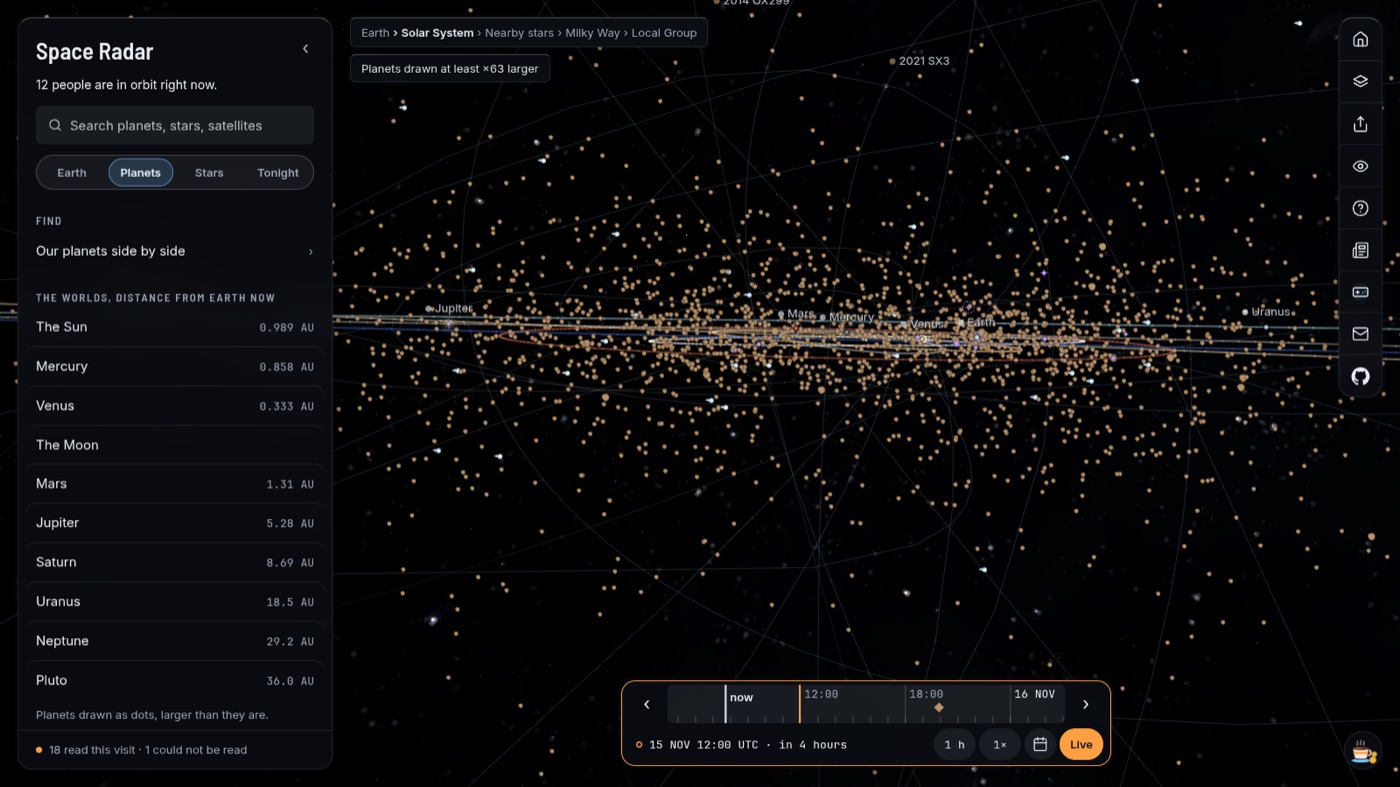 Space Radar
12 people are in orbit right now.
Search planets, stars, satellites
Earth Planets Stars Tonight
FIND
Our planets side by side
THE WORLDS, DISTANCE FROM EARTH NOW
The Sun 0.989 AU
Mercury 0.858 AU
Venus 0.333 AU
The Moon
Mars 1.31 AU
Jupiter 5.28 AU
Saturn 8.69 AU
Uranus 18.5 AU
Neptune 29.2 AU
Pluto 36.0 AU
Planets drawn as dots, larger than they are.
18 read this visit · 1 could not be read
Earth › Solar System › Nearby stars › Milky Way › Local Group
Planets drawn at least ×63 larger
2014 OX299
2021 SX3
Jupiter
Mars
Mercury
Venus
Earth
Uranus
now 12:00 18:00 16 NOV
15 NOV 12:00 UTC · in 4 hours
1 h 1× Live